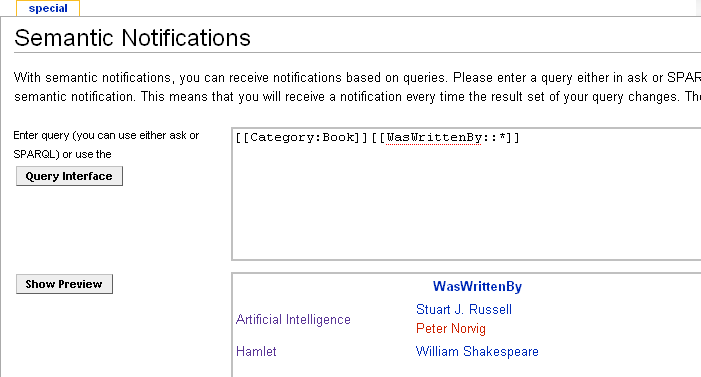 special
Semantic Notifications
With semantic notifications, you can receive notifications based on queries. Please enter a query either in ask or SPAR
semantic notification. This means that you will receive a notification every time the result set of your query changes. The
Enter query (you can use either ask or
SPARQL) or use the
[[Category:Book]][[WasWrittenBy::*]]
Query Interface
Show Preview
WasWrittenBy
Artificial Intelligence
Stuart J. Russell
Peter Norvig
Hamlet
William Shakespeare